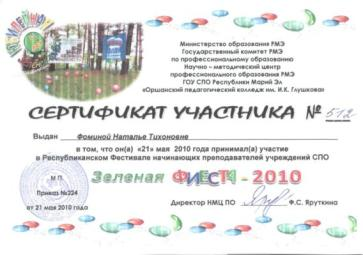 Министерство образования РМЭ
Государственный комитет РМЭ
по профессиональному образованию
Научно - методический центр
профессионального образования РМЭ
ГОУ СПО Республики Марий Эл
«Оршанский педагогический колледж им. И.К. Глушкова»
СЕРТИФИКАТ УЧАСТНИКА № 512
Выдан Фоминой Наталье Тихоновне
в том, что он(а) «21» мая 2010 года принимал(а) участие
в Республиканском Фестивале начинающих преподавателей учреждений СПО
Зеленая ФИЕСТА - 2010
М.П.
Приказ №224
от 21 мая 2010 года
Директор НМЦ ПО Ф.С. Яруткина